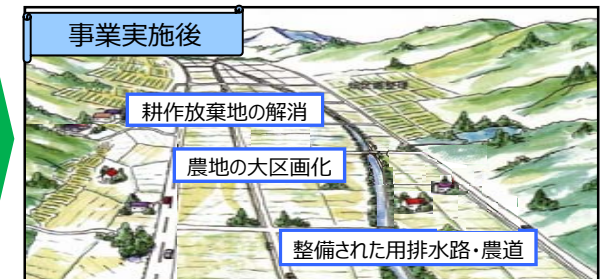 事業実施後
耕作放棄地の解消
農地の大区画化
整備された用排水路・農道